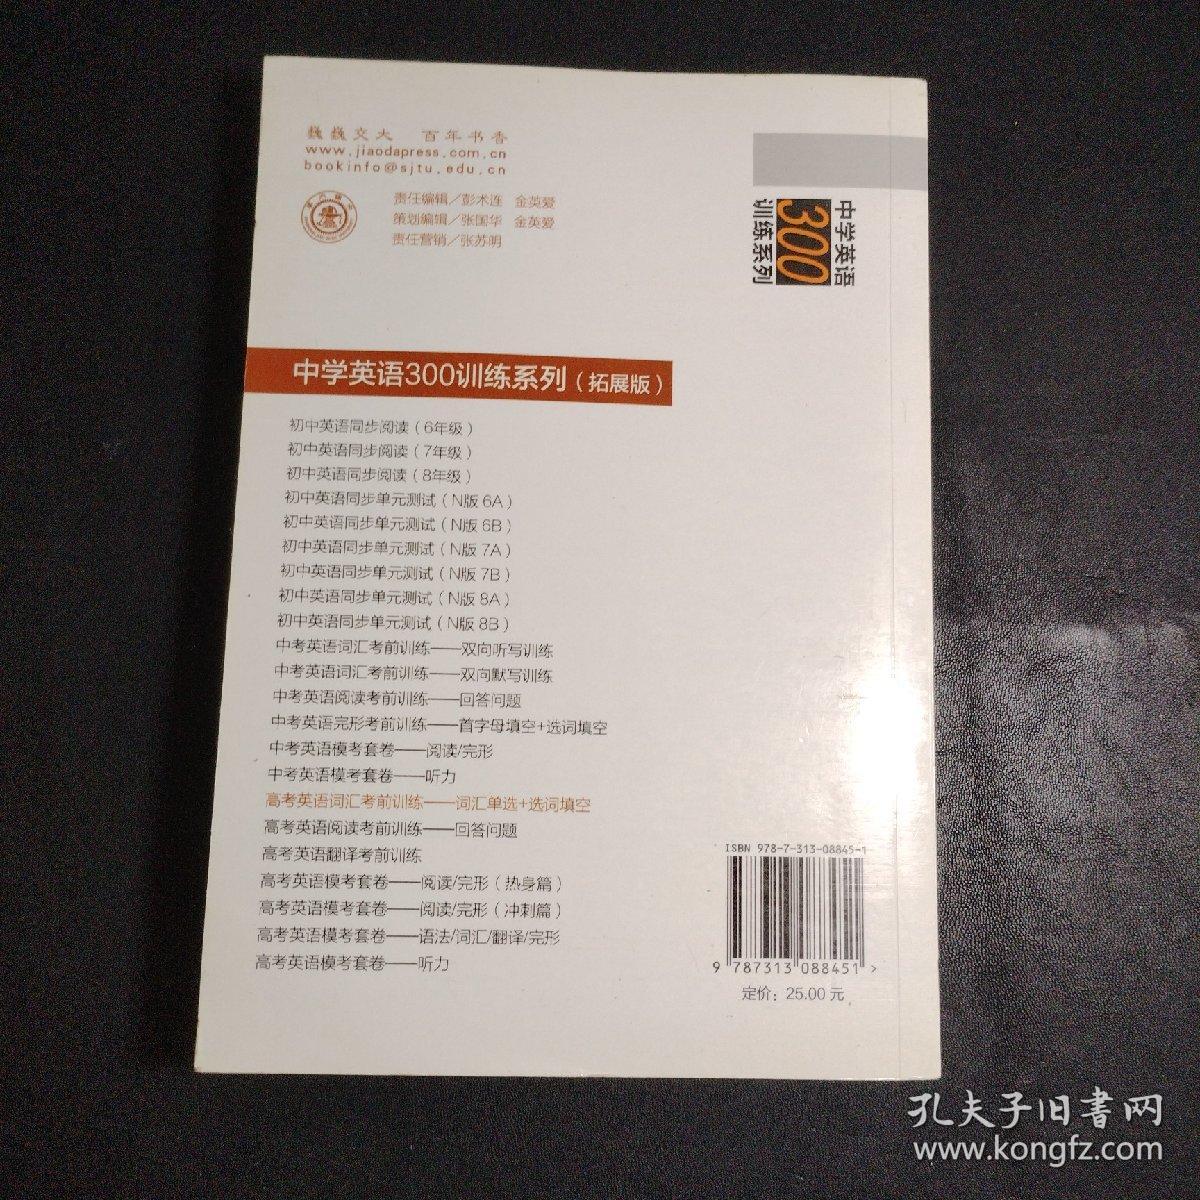 巍巍交大 百年书香
www.jiaodapress.com.cn
bookinfo@sjtu.edu.cn
责任编辑／彭术连 金英爱
策划编辑／张国华 金英爱
责任营销／张苏明
中学英语
300
训练系列
中学英语300训练系列（拓展版）
初中英语同步阅读（6年级）
初中英语同步阅读（7年级）
初中英语同步阅读（8年级）
初中英语同步单元测试（N版 6A）
初中英语同步单元测试（N版 6B）
初中英语同步单元测试（N版 7A）
初中英语同步单元测试（N版 7B）
初中英语同步单元测试（N版 8A）
初中英语同步单元测试（N版 8B）
中考英语词汇考前训练——双向听写训练
中考英语词汇考前训练——双向默写训练
中考英语阅读考前训练——回答问题
中考英语完形考前训练——首字母填空+选词填空
中考英语模考套卷——阅读/完形
中考英语模考套卷——听力
高考英语词汇考前训练——词汇单选+选词填空
高考英语阅读考前训练——回答问题
高考英语翻译考前训练
高考英语模考套卷——阅读/完形（热身篇）
高考英语模考套卷——阅读/完形（冲刺篇）
高考英语模考套卷——语法/词汇/翻译/完形
高考英语模考套卷——听力
ISBN 978-7-313-08845-1
9 787313 088451 >
定价：25.00 元
孔夫子旧書网
www.kongfz.com